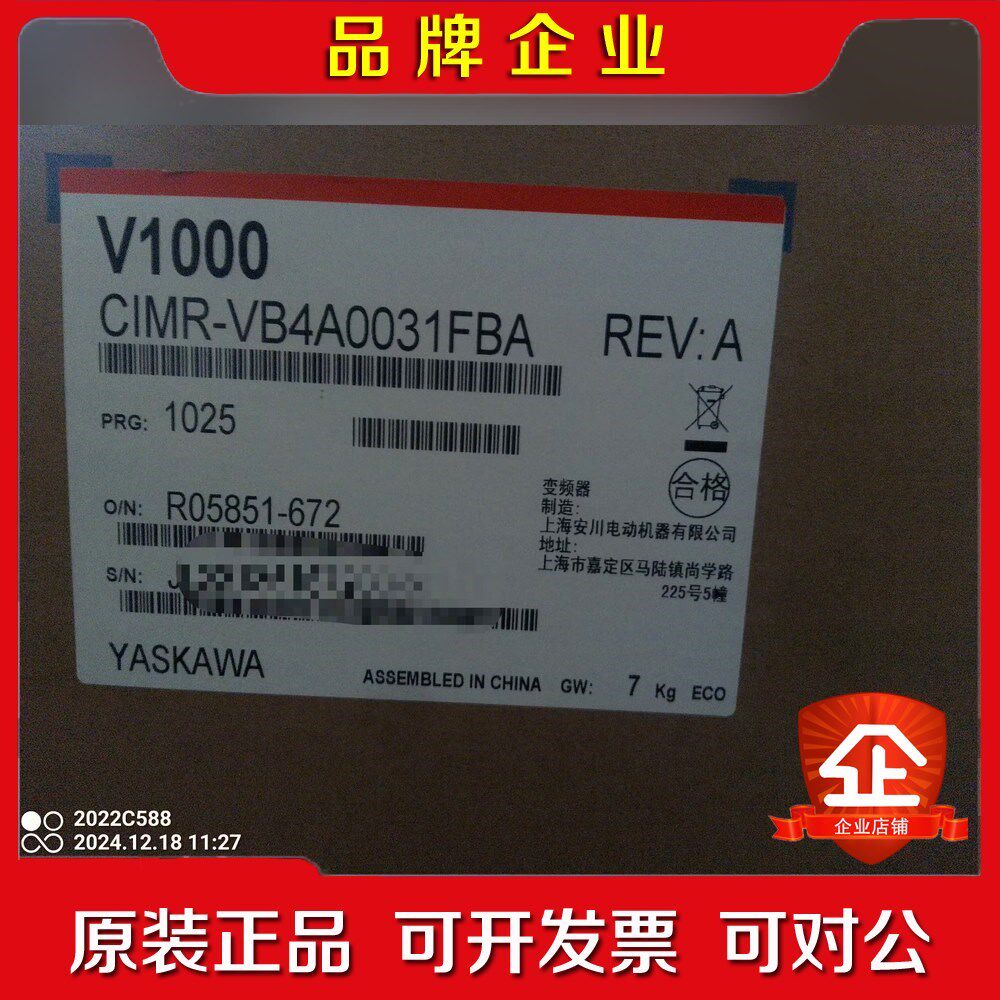 品牌企业
V1000
CIMR-VB4A0031FBA
REV: A
PRG: 1025
合格
O/N: R05851-672
变频器
制造:
上海安川电动机器有限公司
地址:
上海市嘉定区马陆镇尚学路
225号5幢
S/N:
YASKAWA
ASSEMBLED IN CHINA GW: 7 Kg ECO
企
企业店铺
2022C588
2024.12.18 11:27
原装正品 可开发票 可对公